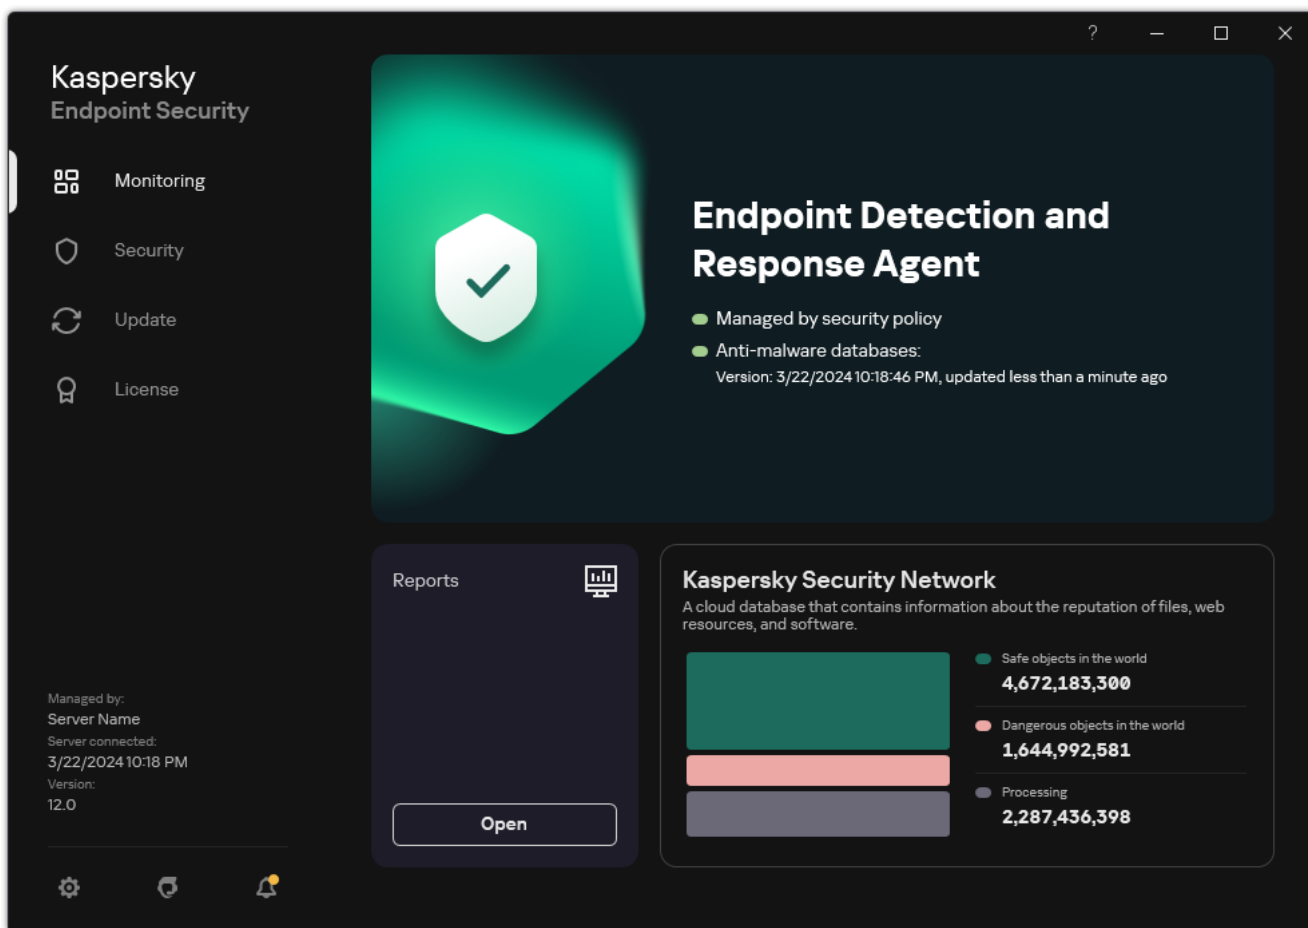 ?
Kaspersky
Endpoint Security
Monitoring
Security
Update
License
Managed by:
Server Name
Server connected:
3/22/2024 10:18 PM
Version:
12.0
Endpoint Detection and
Response Agent
Managed by security policy
Anti-malware databases:
Version: 3/22/2024 10:18:46 PM, updated less than a minute ago
Reports
Open
Kaspersky Security Network
A cloud database that contains information about the reputation of files, web
resources, and software.
Safe objects in the world
4,672,183,300
Dangerous objects in the world
1,644,992,581
Processing
2,287,436,398